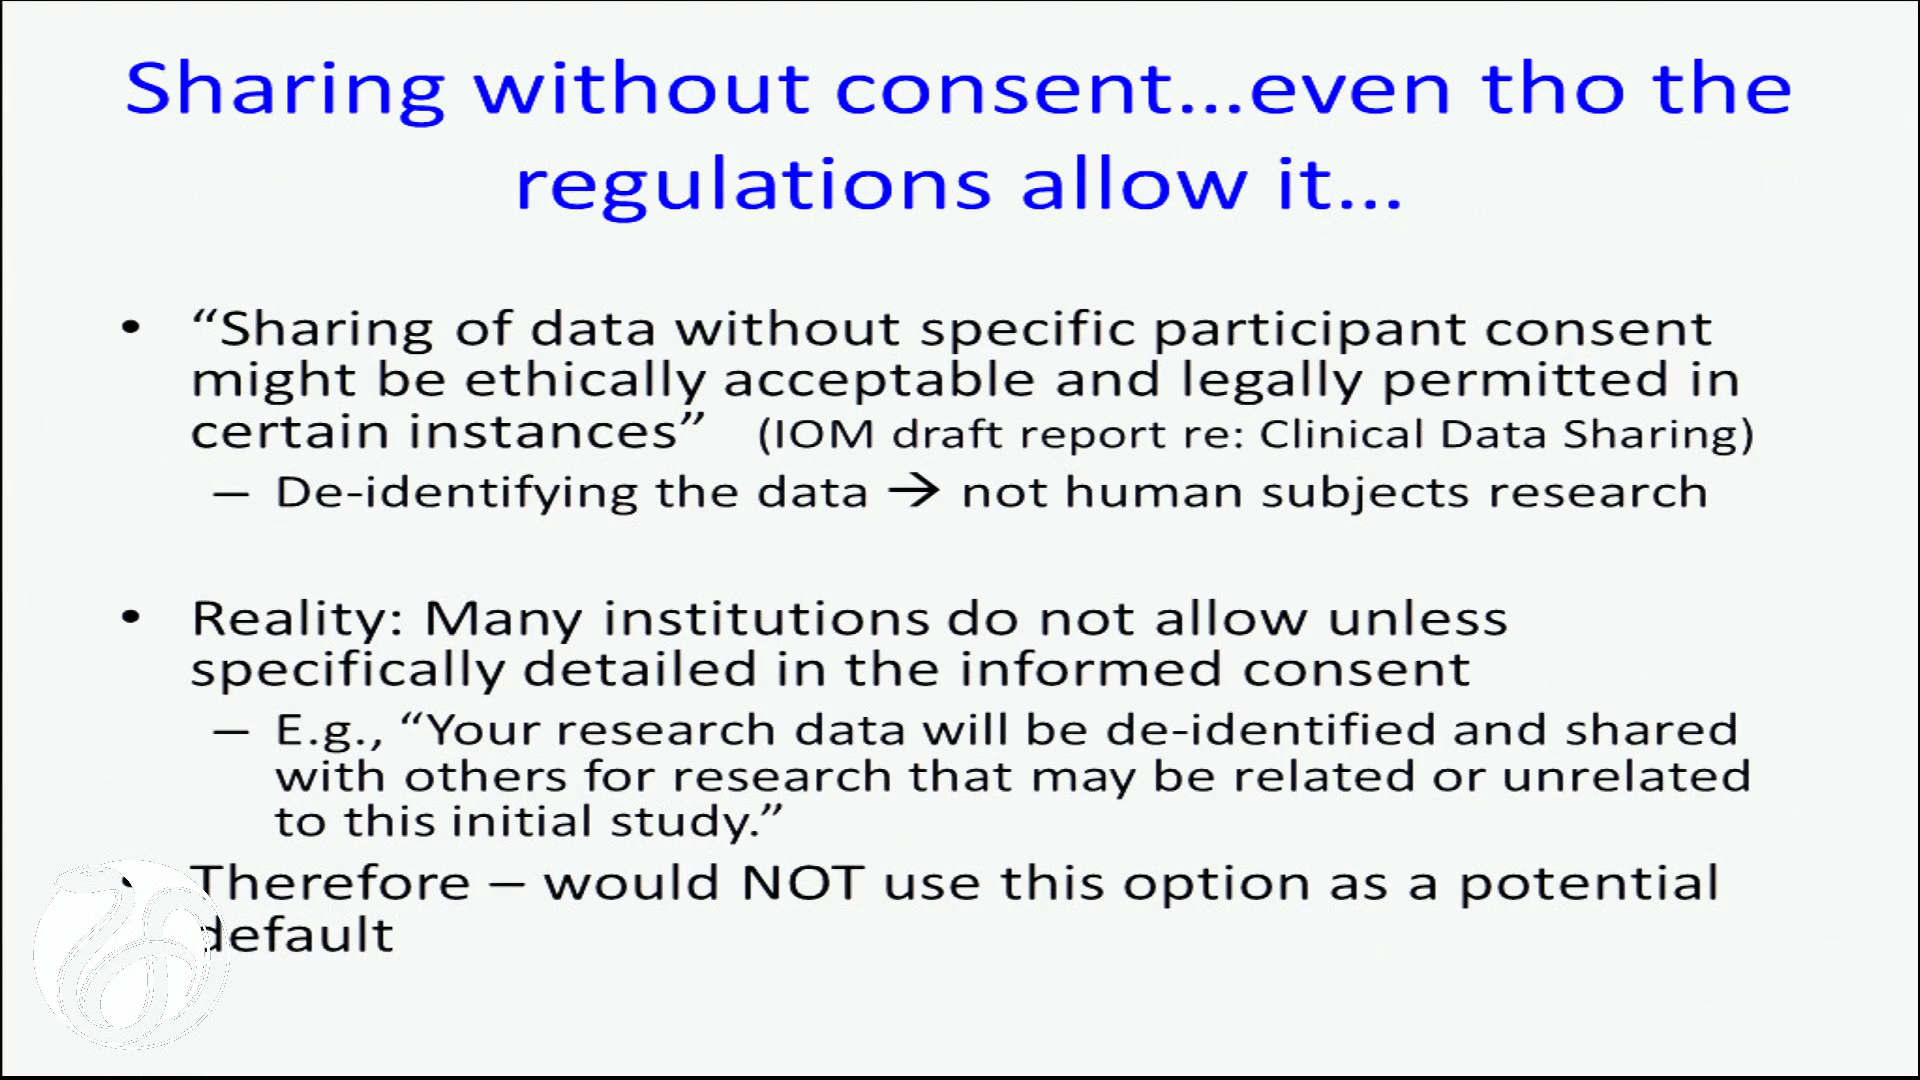 Sharing without consent...even tho the
regulations allow it...
• “Sharing of data without specific participant consent
might be ethically acceptable and legally permitted in
certain instances” (IOM draft report re: Clinical Data Sharing)
– De-identifying the data → not human subjects research
• Reality: Many institutions do not allow unless
specifically detailed in the informed consent
– E.g., “Your research data will be de-identified and shared
with others for research that may be related or unrelated
to this initial study.”
• Therefore – would NOT use this option as a potential
default